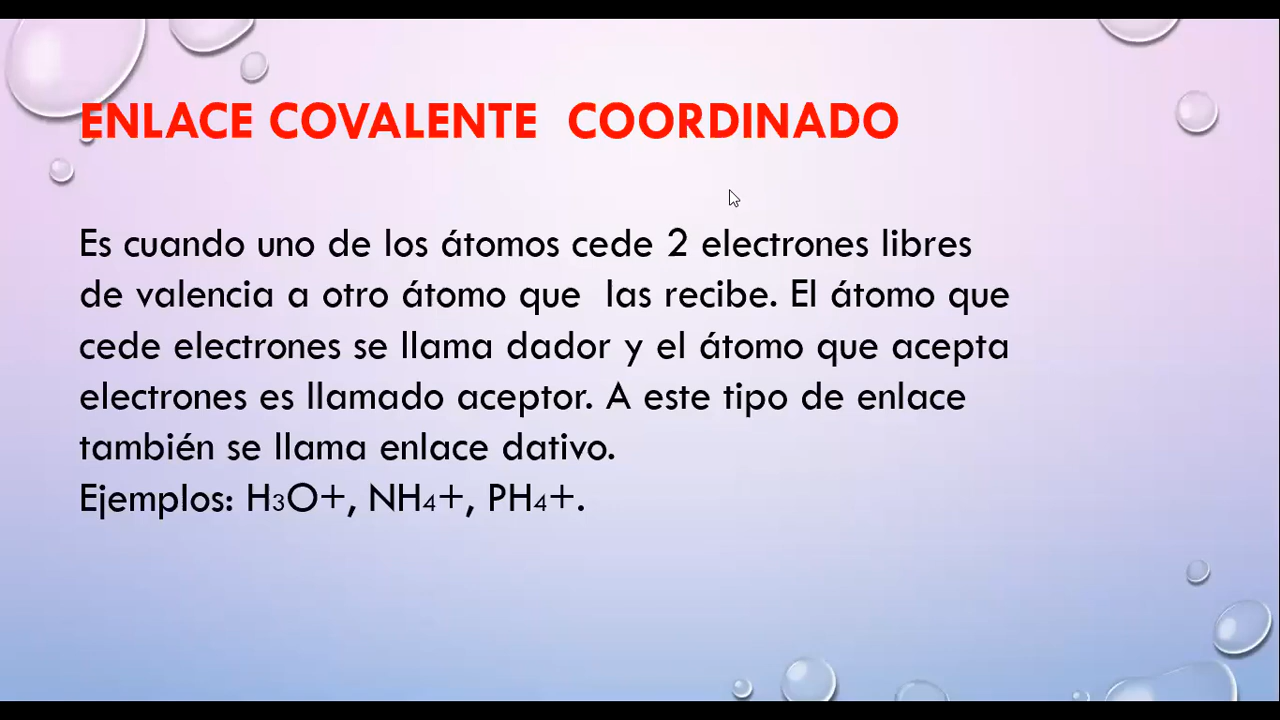 ENLACE COVALENTE  COORDINADO
Es cuando uno de los átomos cede 2 electrones libres
de valencia a otro átomo que  las recibe. El átomo que
cede electrones se llama dador y el átomo que acepta
electrones es llamado aceptor. A este tipo de enlace
también se llama enlace dativo.
Ejemplos: H₃O+, NH₄+, PH₄+.